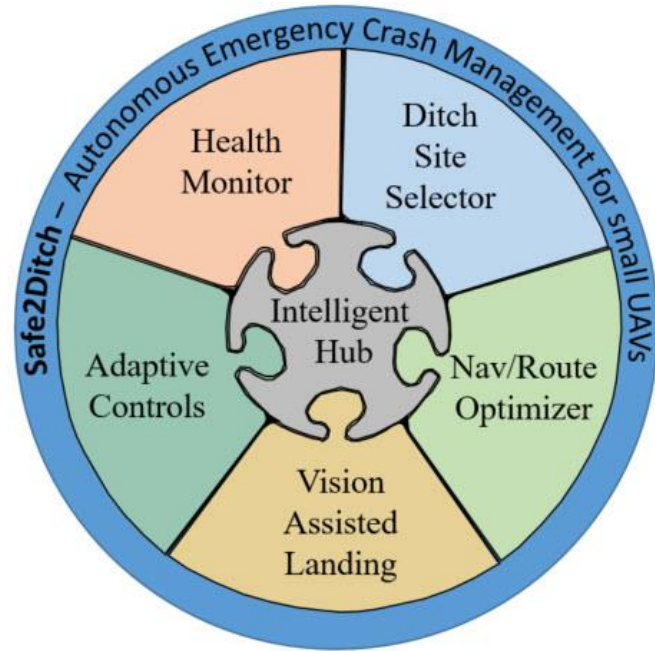 Safe2Ditch – Autonomous Emergency Crash Management for small UAVs
Health
Monitor
Ditch
Site
Selector
Intelligent
Hub
Adaptive
Controls
Nav/Route
Optimizer
Vision
Assisted
Landing